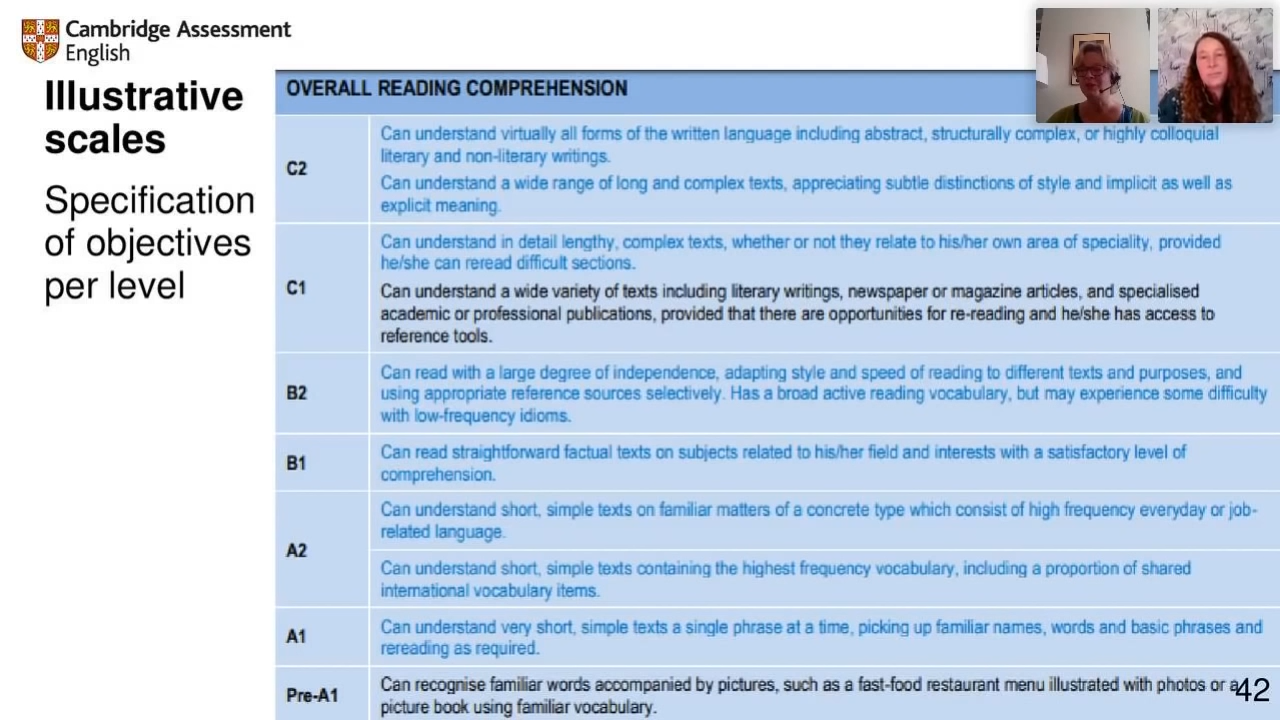 Cambridge Assessment
English
Illustrative
scales
Specification
of objectives
per level
OVERALL READING COMPREHENSION
C2
Can understand virtually all forms of the written language including abstract, structurally complex, or highly colloquial
literary and non-literary writings.
Can understand a wide range of long and complex texts, appreciating subtle distinctions of style and implicit as well as
explicit meaning.
C1
Can understand in detail lengthy, complex texts, whether or not they relate to his/her own area of speciality, provided
he/she can reread difficult sections.
Can understand a wide variety of texts including literary writings, newspaper or magazine articles, and specialised
academic or professional publications, provided that there are opportunities for re-reading and he/she has access to
reference tools.
B2
Can read with a large degree of independence, adapting style and speed of reading to different texts and purposes, and
using appropriate reference sources selectively. Has a broad active reading vocabulary, but may experience some difficulty
with low-frequency idioms.
B1
Can read straightforward factual texts on subjects related to his/her field and interests with a satisfactory level of
comprehension.
A2
Can understand short, simple texts on familiar matters of a concrete type which consist of high frequency everyday or job-
related language.
Can understand short, simple texts containing the highest frequency vocabulary, including a proportion of shared
international vocabulary items.
A1
Can understand very short, simple texts a single phrase at a time, picking up familiar names, words and basic phrases and
rereading as required.
Pre-A1
Can recognise familiar words accompanied by pictures, such as a fast-food restaurant menu illustrated with photos or a
picture book using familiar vocabulary.
42